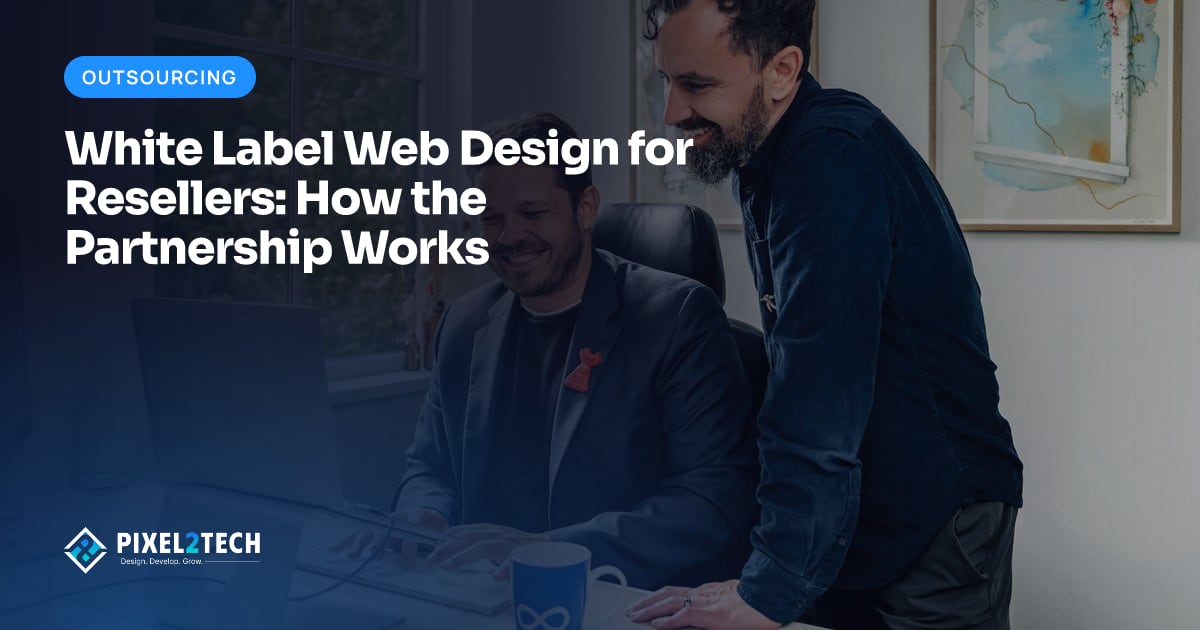 OUTSOURCING
White Label Web Design for
Resellers: How the
Partnership Works
PIXEL2TECH
Design. Develop. Grow.